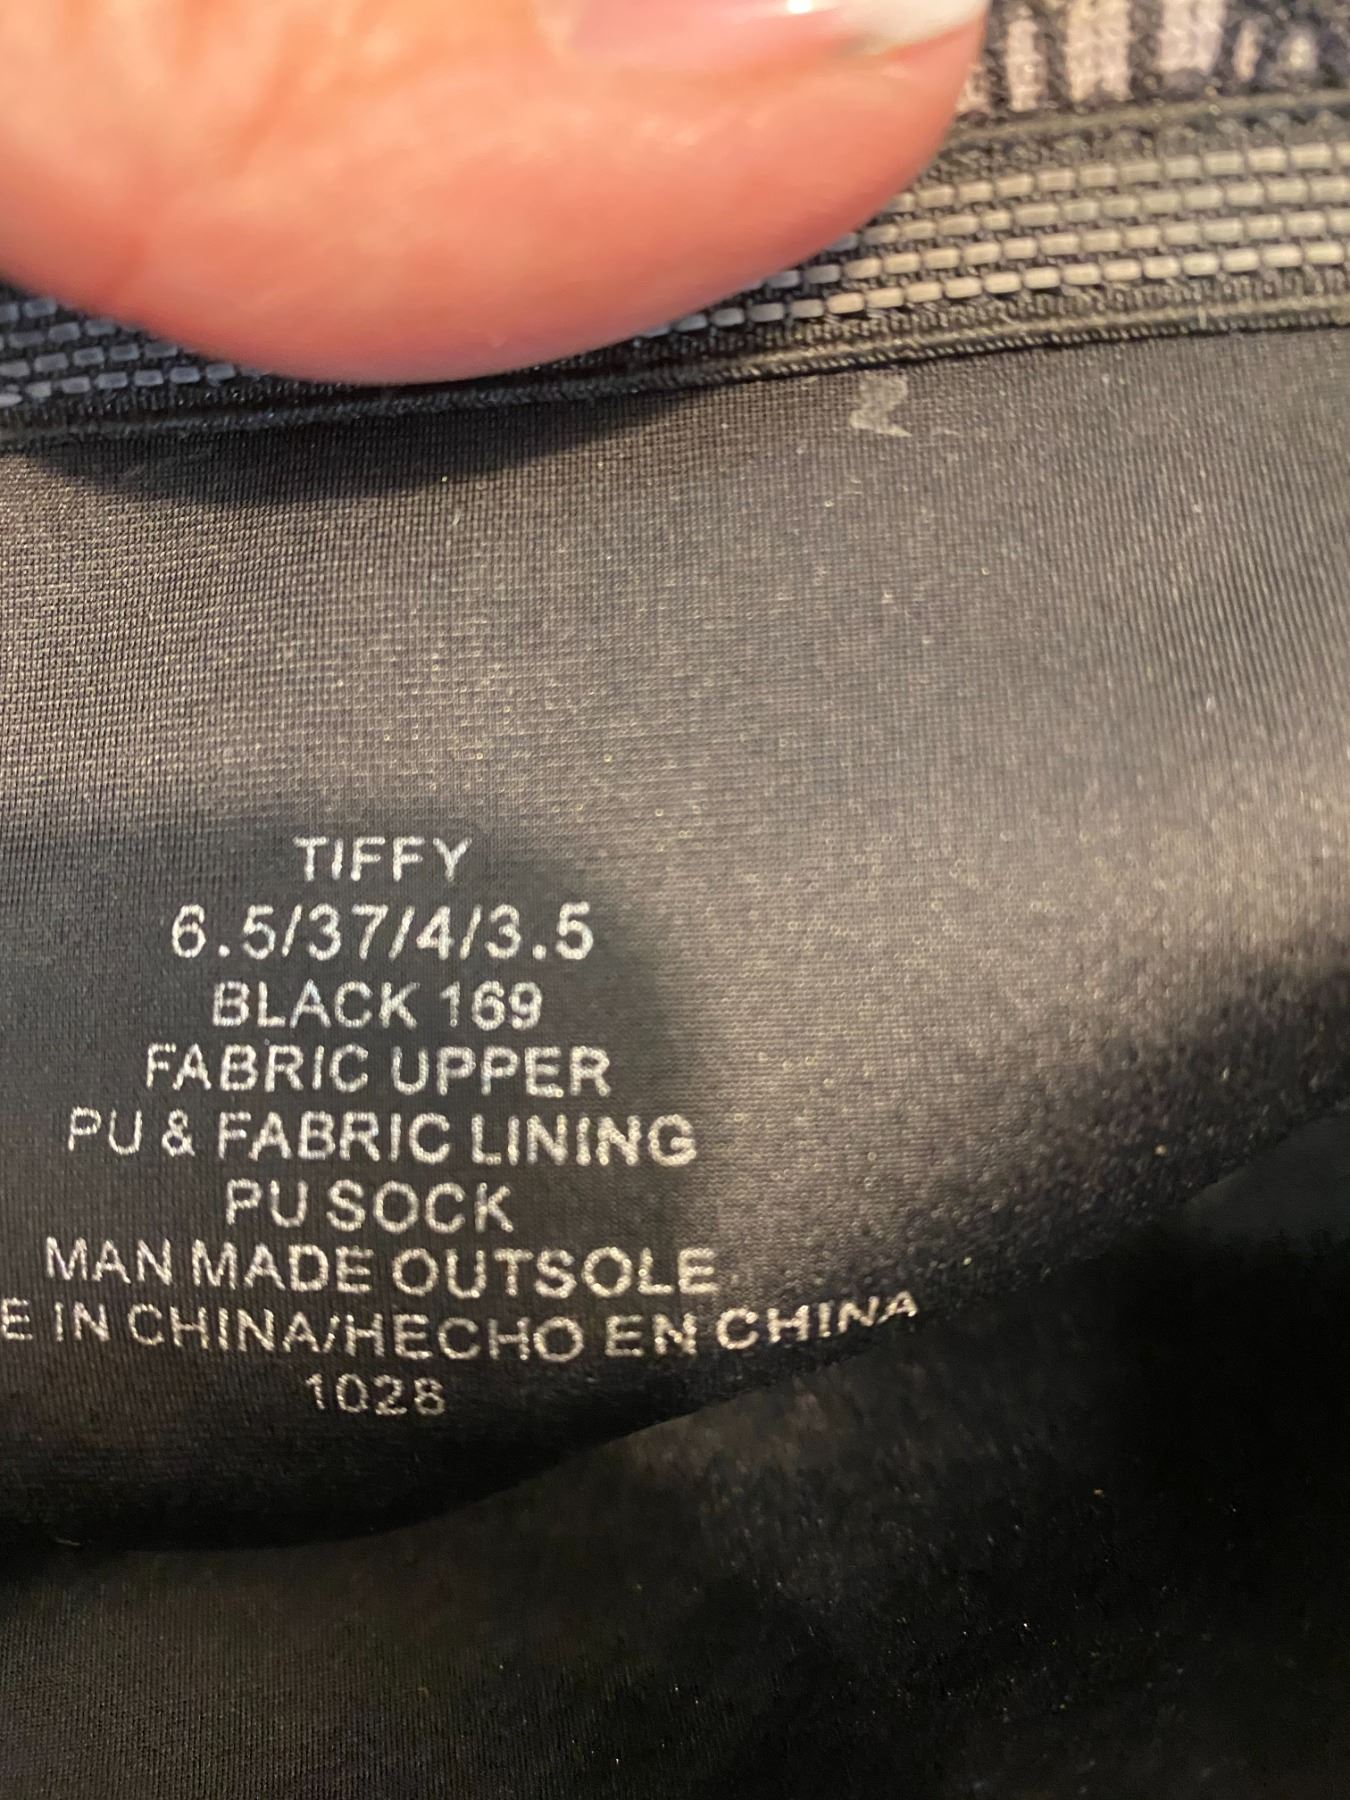 TIFFY
6.5/37/4/3.5
BLACK 169
FABRIC UPPER
PU & FABRIC LINING
PU SOCK
MAN MADE OUTSOLE
E IN CHINA/HECHO EN CHINA
1028